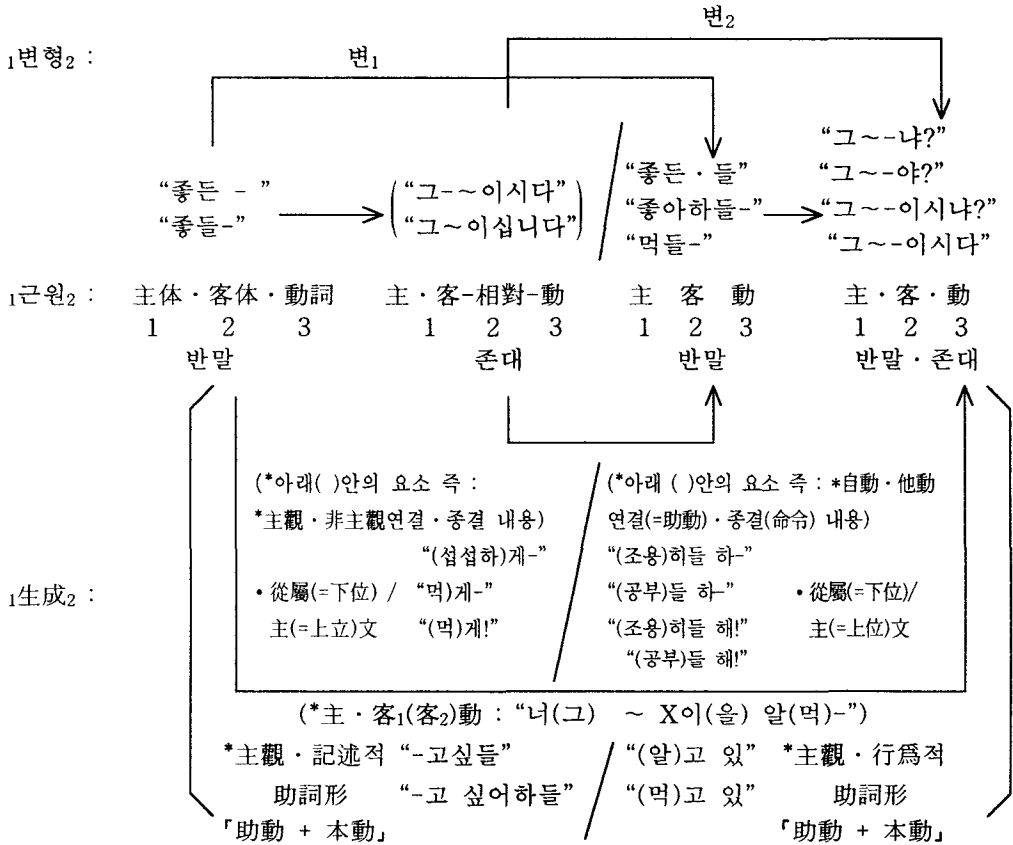 변₂
₁변형₂ : 변₁
“그~-냐?”
“좋든 - ” (“그-~이시다” “좋든·들” “그~-야?”
“좋들-” “그~이십니다”) “좋아하들-” “그~-이시냐?”
“먹들-” “그~-이시다”
₁근원₂ : 主体·客体·動詞 主·客-相對-動 主 客 動 主·客·動
1 2 3 1 2 3 1 2 3 1 2 3
반말 존대 반말 반말·존대
(*아래( )안의 요소 즉 : (*아래 ( )안의 요소 즉 : *自動·他動
*主觀·非主觀연결·종결 내용) 연결(=助動)·종결(命令) 내용)
“(섭섭하)게-” “(조용)히들 하-”
₁生成₂ : •從屬(=下位) / “먹)게-” “(공부)들 하-” •從屬(=下位)/
主(=上立)文 “(먹)게!” “(조용)히들 해!” 主(=上位)文
“(공부)들 해!”
(*主·客₁(客₂)動 : “너(그) ~ X이(을) 알(먹)-”)
*主觀·記述적 “-고싶들” “(알)고 있” *主觀·行爲적
助詞形 “-고 싶어하들” “(먹)고 있” 助詞形
「助動 + 本動」 「助動 + 本動」